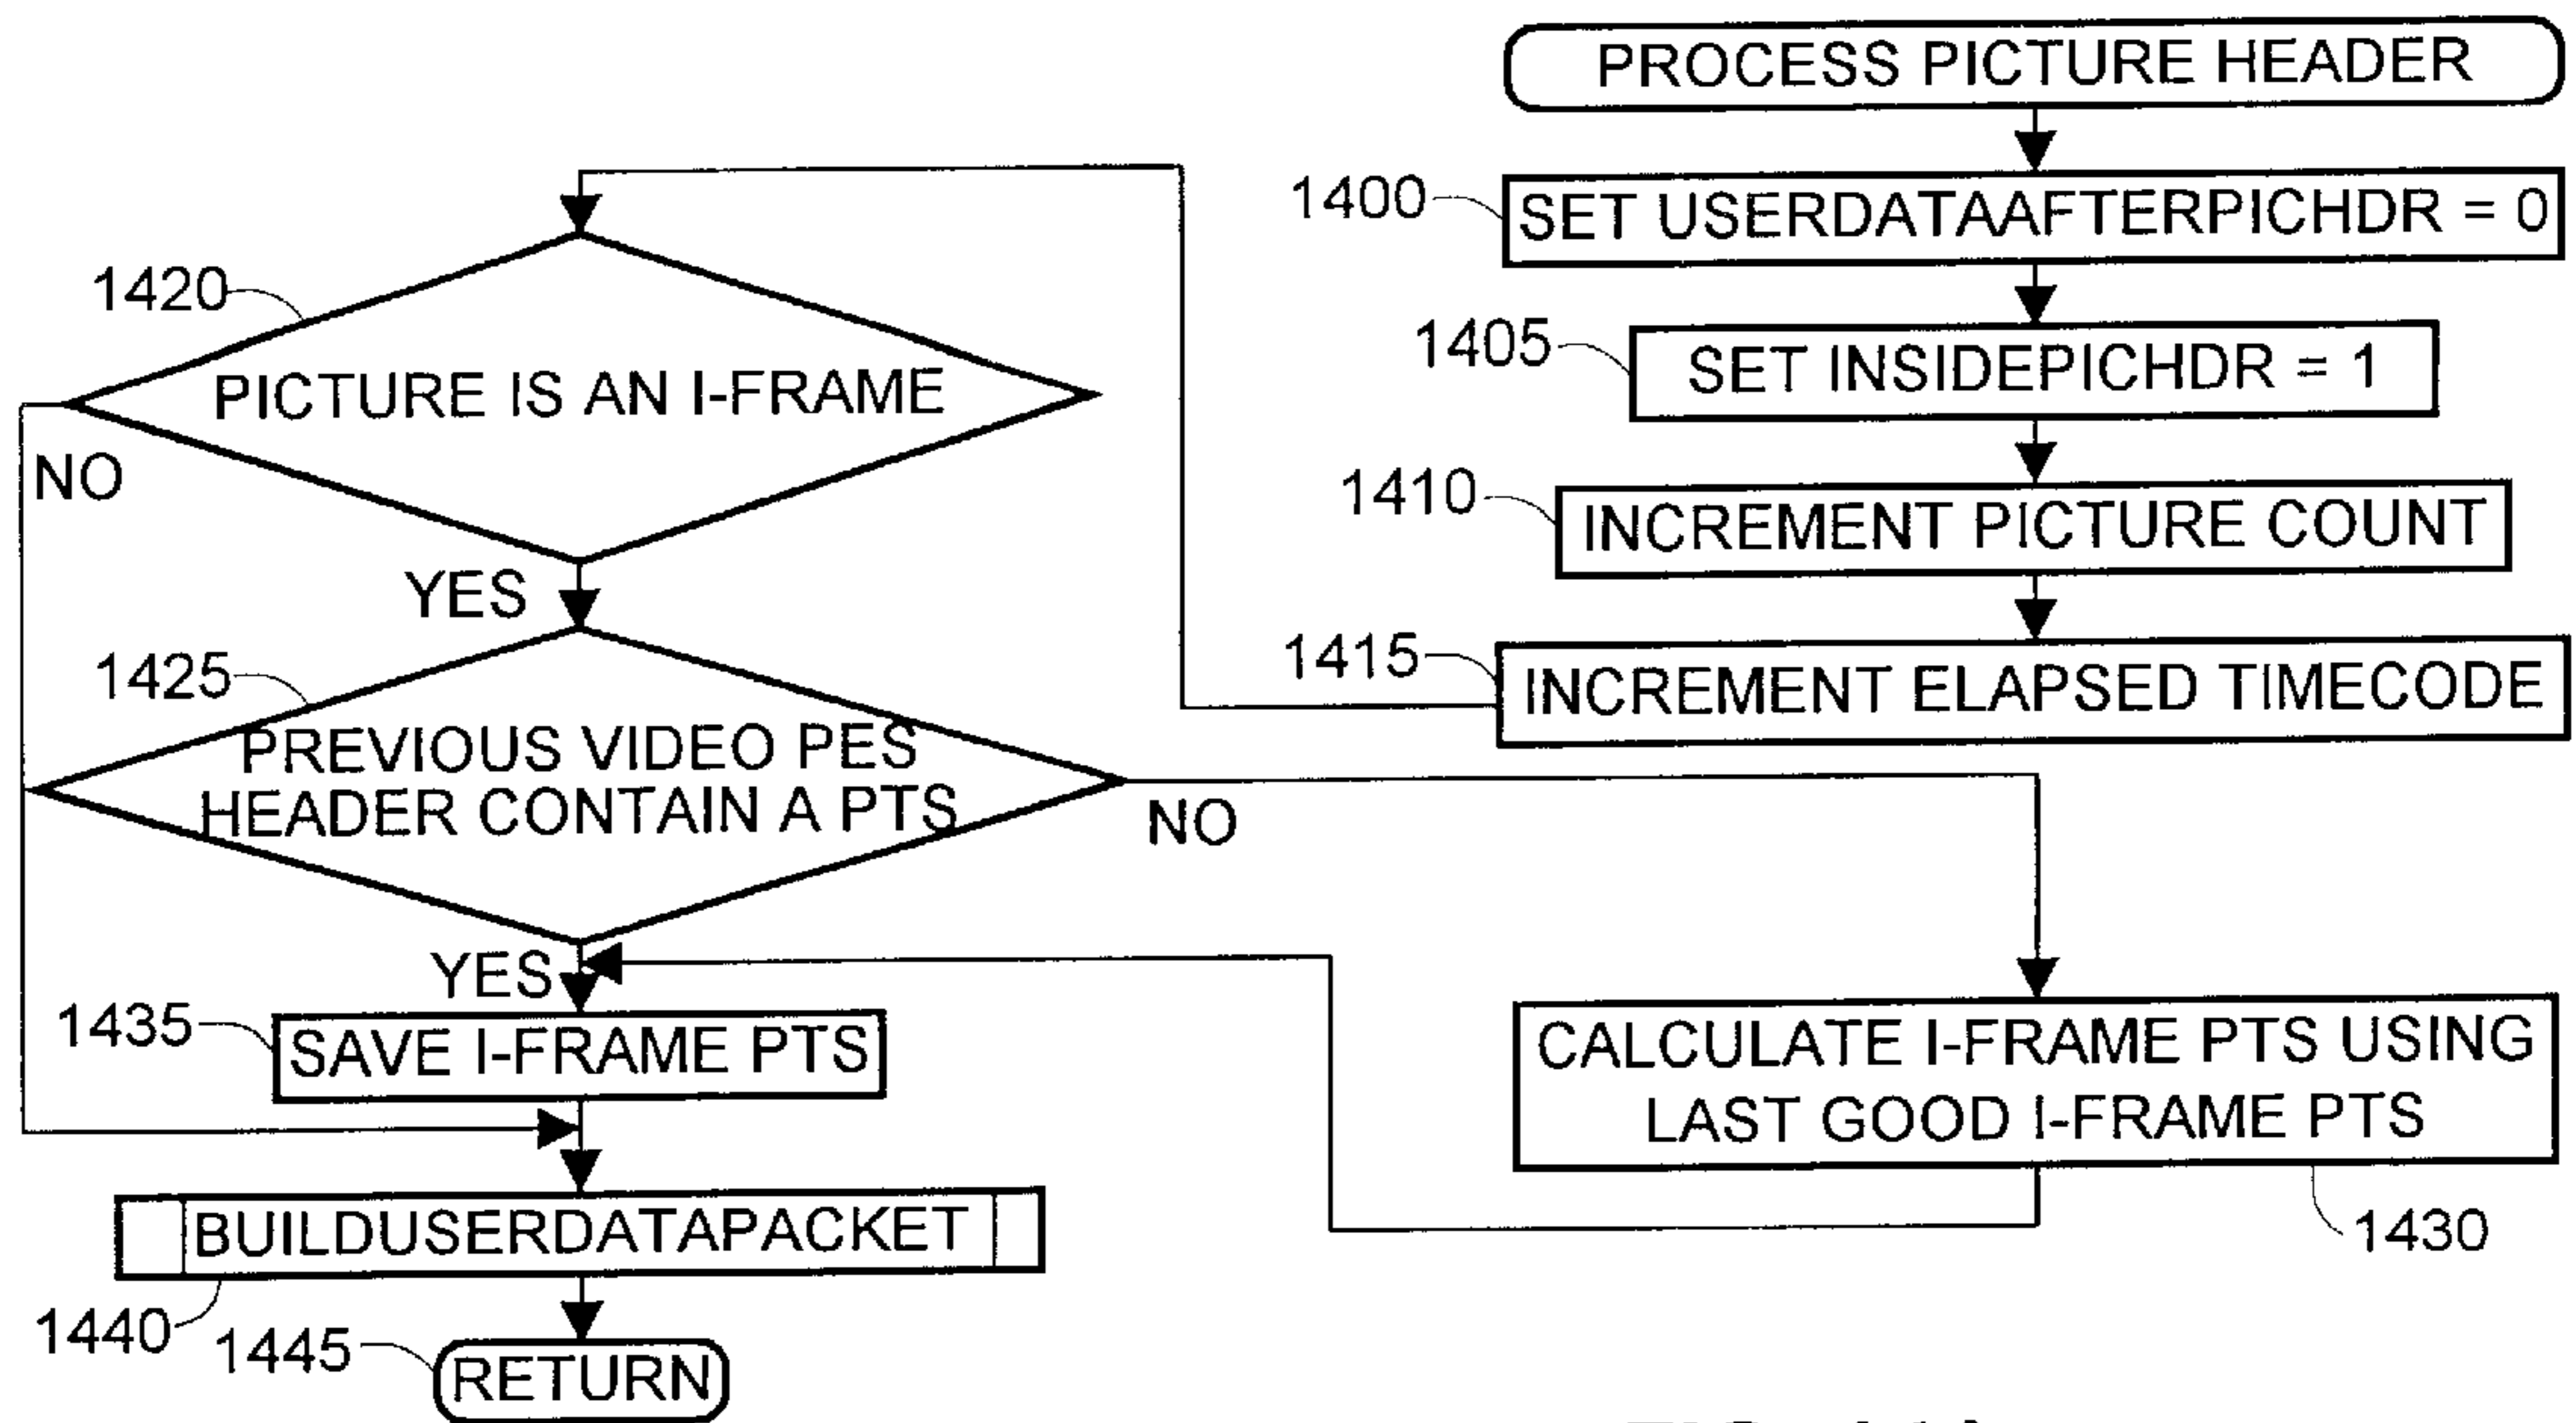 PROCESS PICTURE HEADER
1400
SET USERDATAAFTERPICHDR = 0
1405
SET INSIDEPICHDR = 1
1410
INCREMENT PICTURE COUNT
1415
INCREMENT ELAPSED TIMECODE
1420
PICTURE IS AN I-FRAME
NO
YES
1425
PREVIOUS VIDEO PES
HEADER CONTAIN A PTS
NO
YES
1430
CALCULATE I-FRAME PTS USING
LAST GOOD I-FRAME PTS
1435
SAVE I-FRAME PTS
1440
BUILDUSERDATAPACKET
1445
RETURN